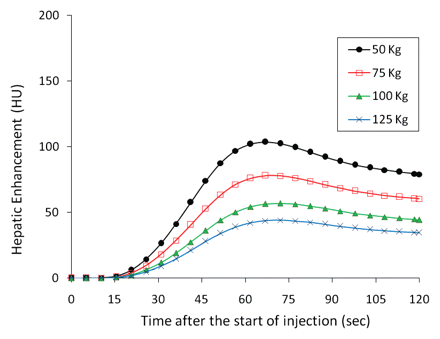 200
150
100
50
0
Hepatic Enhancement (HU)
50 Kg
75 Kg
100 Kg
125 Kg
0 15 30 45 60 75 90 105 120
Time after the start of injection (sec)